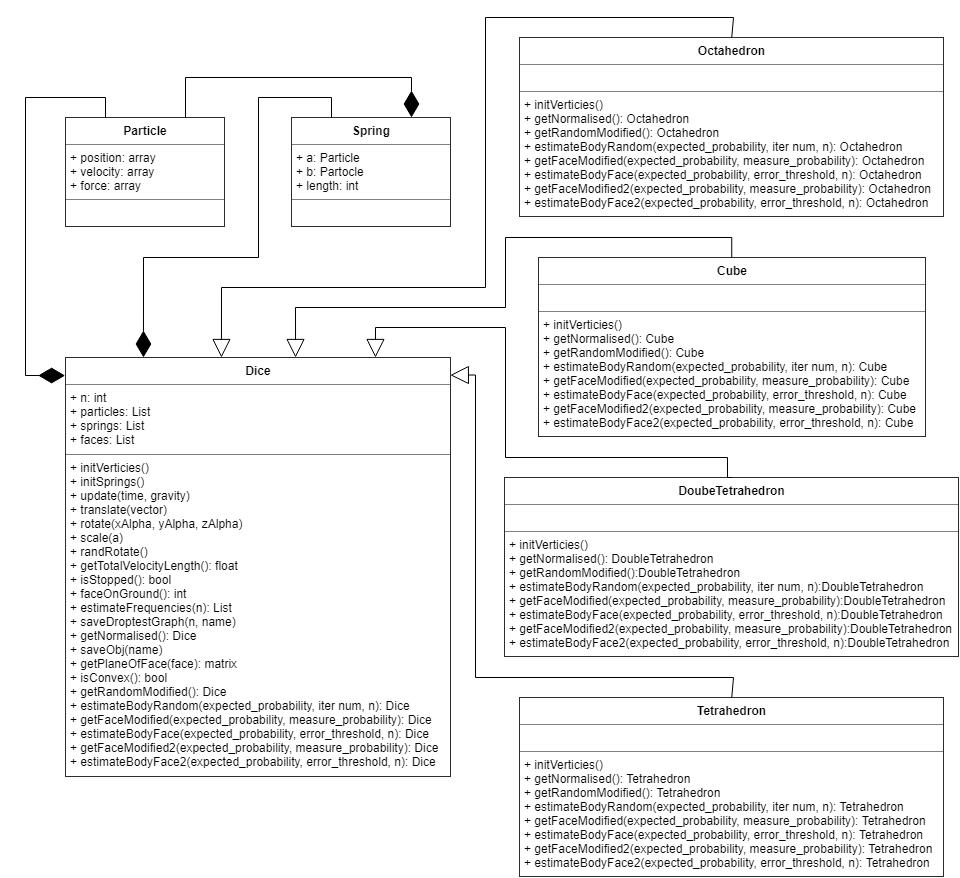 Particle
+ position: array
+ velocity: array
+ force: array
Spring
+ a: Particle
+ b: Partocle
+ length: int
Octahedron
+ initVerticies()
+ getNormalised(): Octahedron
+ getRandomModified(): Octahedron
+ estimateBodyRandom(expected_probability, iter num, n): Octahedron
+ getFaceModified(expected_probability, measure_probability): Octahedron
+ estimateBodyFace(expected_probability, error_threshold, n): Octahedron
+ getFaceModified2(expected_probability, measure_probability): Octahedron
+ estimateBodyFace2(expected_probability, error_threshold, n): Octahedron
Cube
+ initVerticies()
+ getNormalised(): Cube
+ getRandomModified(): Cube
+ estimateBodyRandom(expected_probability, iter num, n): Cube
+ getFaceModified(expected_probability, measure_probability): Cube
+ estimateBodyFace(expected_probability, error_threshold, n): Cube
+ getFaceModified2(expected_probability, measure_probability): Cube
+ estimateBodyFace2(expected_probability, error_threshold, n): Cube
Dice
+ n: int
+ particles: List
+ springs: List
+ faces: List
+ initVerticies()
+ initSprings()
+ update(time, gravity)
+ translate(vector)
+ rotate(xAlpha, yAlpha, zAlpha)
+ scale(a)
+ randRotate()
+ getTotalVelocityLength(): float
+ isStopped(): bool
+ faceOnGround(): int
+ estimateFrequencies(n): List
+ saveDroptestGraph(n, name)
+ getNormalised(): Dice
+ saveObj(name)
+ getPlaneOfFace(face): matrix
+ isConvex(): bool
+ getRandomModified(): Dice
+ estimateBodyRandom(expected_probability, iter num, n): Dice
+ getFaceModified(expected_probability, measure_probability): Dice
+ estimateBodyFace(expected_probability, error_threshold, n): Dice
+ getFaceModified2(expected_probability, measure_probability): Dice
+ estimateBodyFace2(expected_probability, error_threshold, n): Dice
DoubeTetrahedron
+ initVerticies()
+ getNormalised(): DoubleTetrahedron
+ getRandomModified():DoubleTetrahedron
+ estimateBodyRandom(expected_probability, iter num, n):DoubleTetrahedron
+ getFaceModified(expected_probability, measure_probability):DoubleTetrahedron
+ estimateBodyFace(expected_probability, error_threshold, n):DoubleTetrahedron
+ getFaceModified2(expected_probability, measure_probability):DoubleTetrahedron
+ estimateBodyFace2(expected_probability, error_threshold, n):DoubleTetrahedron
Tetrahedron
+ initVerticies()
+ getNormalised(): Tetrahedron
+ getRandomModified(): Tetrahedron
+ estimateBodyRandom(expected_probability, iter num, n): Tetrahedron
+ getFaceModified(expected_probability, measure_probability): Tetrahedron
+ estimateBodyFace(expected_probability, error_threshold, n): Tetrahedron
+ getFaceModified2(expected_probability, measure_probability): Tetrahedron
+ estimateBodyFace2(expected_probability, error_threshold, n): Tetrahedron